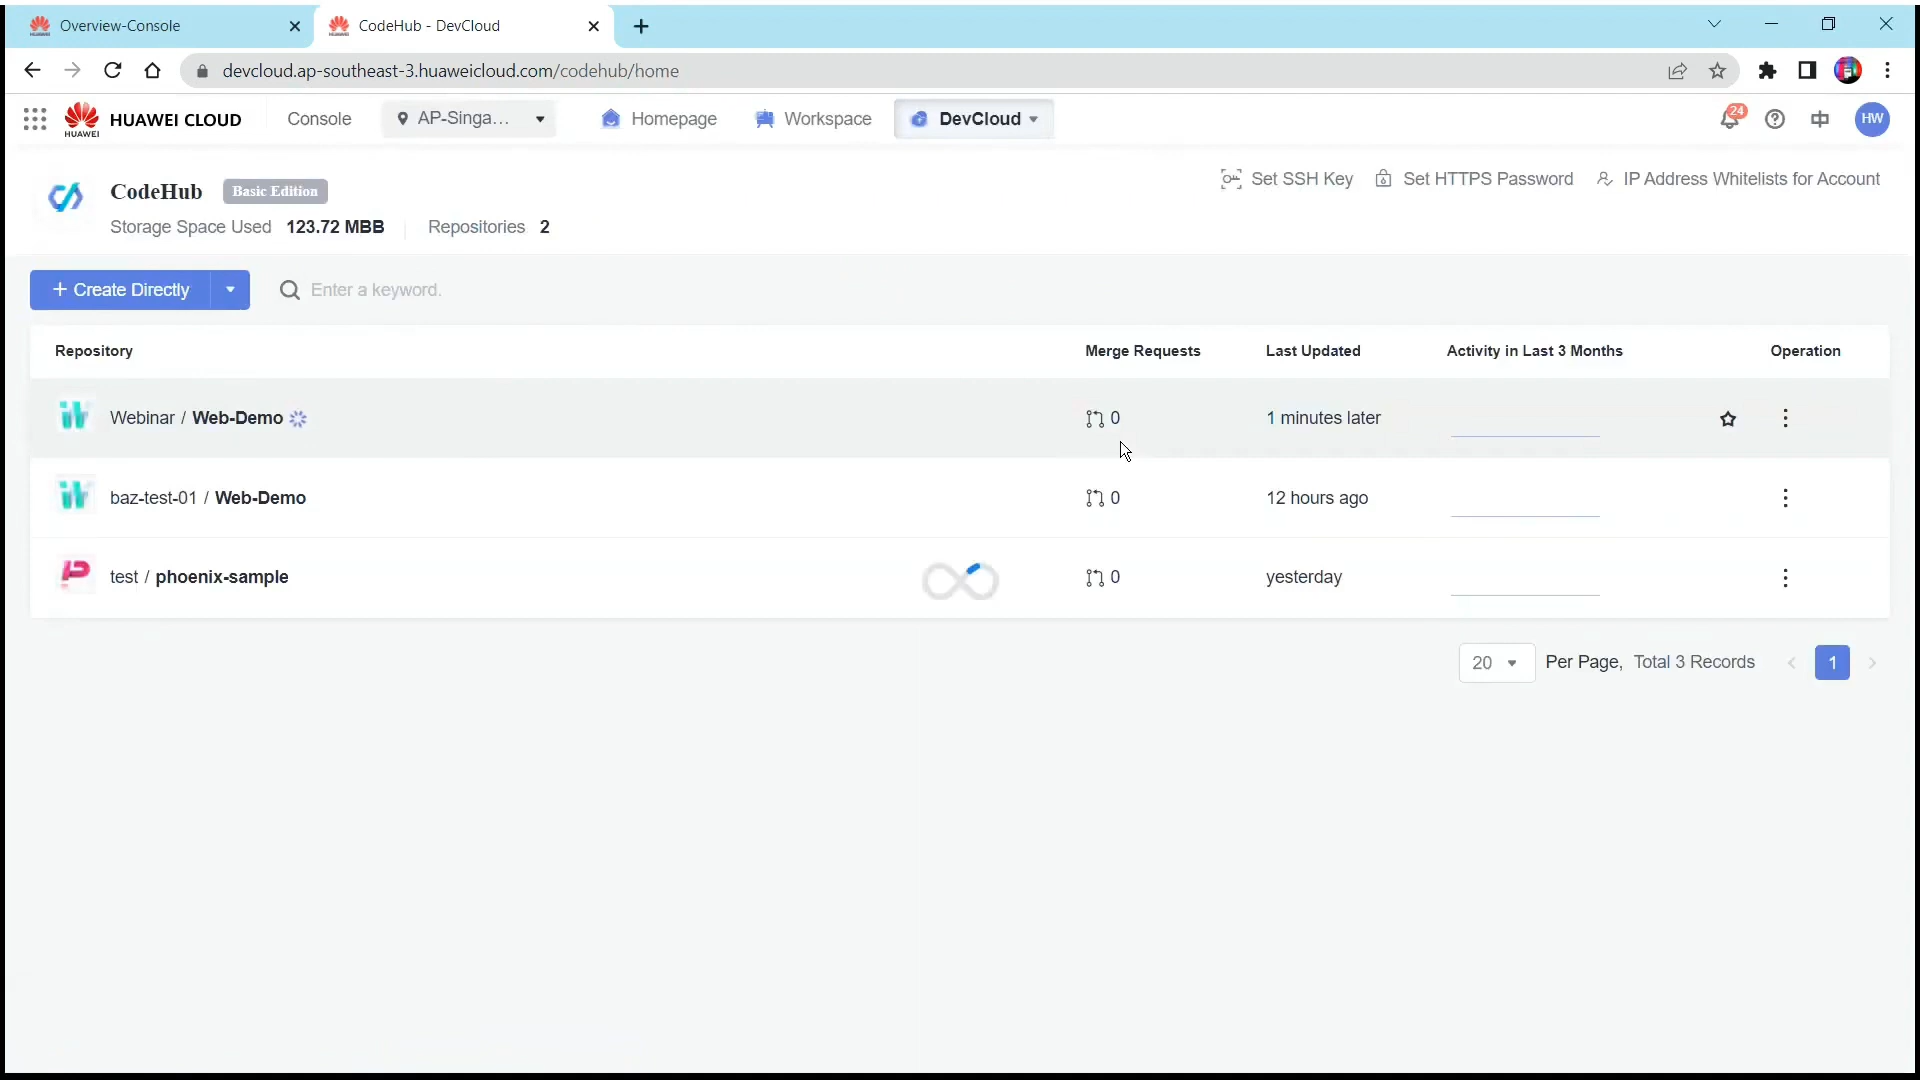 Overview-Console
CodeHub - DevCloud
devcloud.ap-southeast-3.huaweicloud.com/codehub/home
HUAWEI
HUAWEI CLOUD
Console
AP-Singa...
Homepage
Workspace
DevCloud
24
中
HW
CodeHub
Basic Edition
Set SSH Key
Set HTTPS Password
IP Address Whitelists for Account
Storage Space Used 123.72 MBB
Repositories 2
+ Create Directly
Enter a keyword.
Repository Merge Requests Last Updated Activity in Last 3 Months Operation
Webinar / Web-Demo 0 1 minutes later
baz-test-01 / Web-Demo 0 12 hours ago
test / phoenix-sample 0 yesterday
20 Per Page, Total 3 Records < 1 >